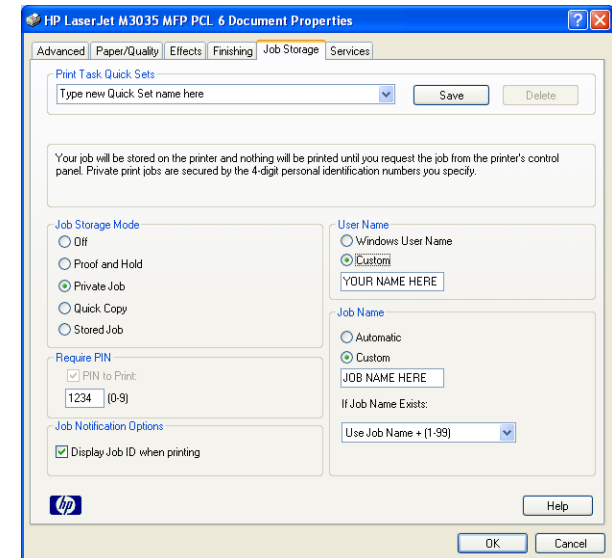 HP LaserJet M3035 MFP PCL 6 Document Properties
Advanced Paper/Quality Effects Finishing Job Storage Services
Print Task Quick Sets
Type new Quick Set name here Save Delete
Your job will be stored on the printer and nothing will be printed until you request the job from the printer's control
panel. Private print jobs are secured by the 4-digit personal identification numbers you specify.
Job Storage Mode
Off
Proof and Hold
Private Job
Quick Copy
Stored Job
Require PIN
PIN to Print:
1234 (0-9)
Job Notification Options
Display Job ID when printing
User Name
Windows User Name
Custom
YOUR NAME HERE
Job Name
Automatic
Custom
JOB NAME HERE
If Job Name Exists:
Use Job Name + (1-99)
hp
Help
OK Cancel